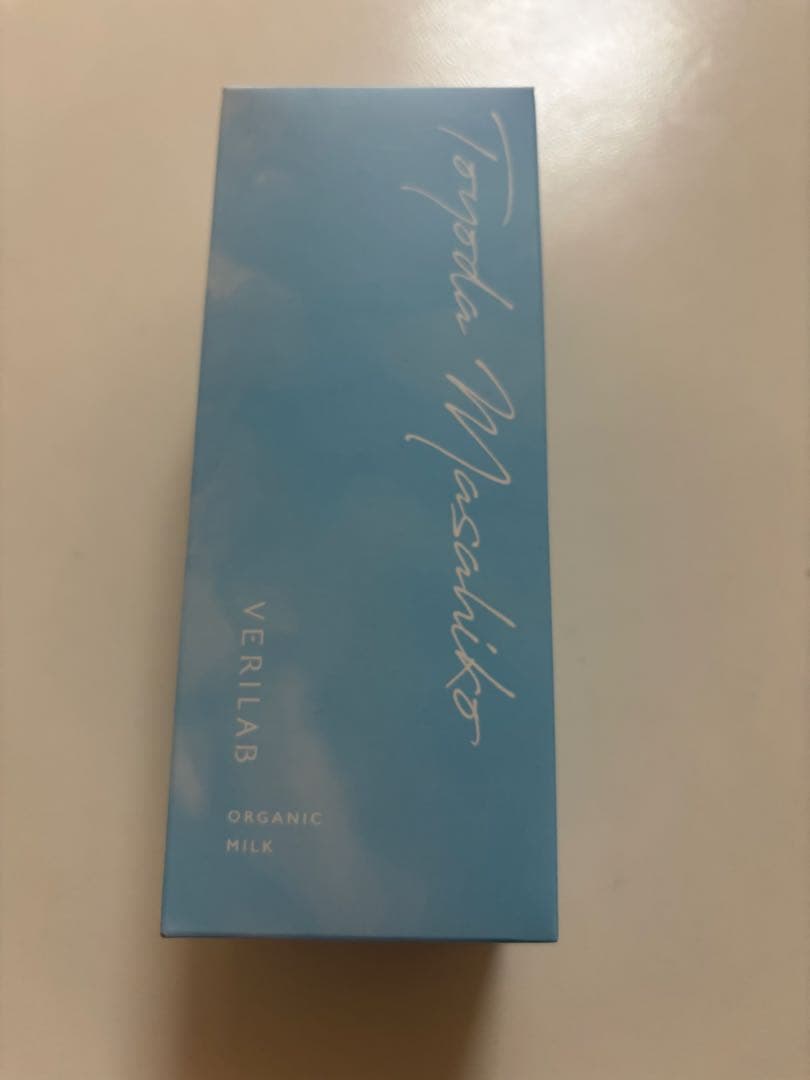 Toyoda Masahiko
VERILAB
ORGANIC
MILK